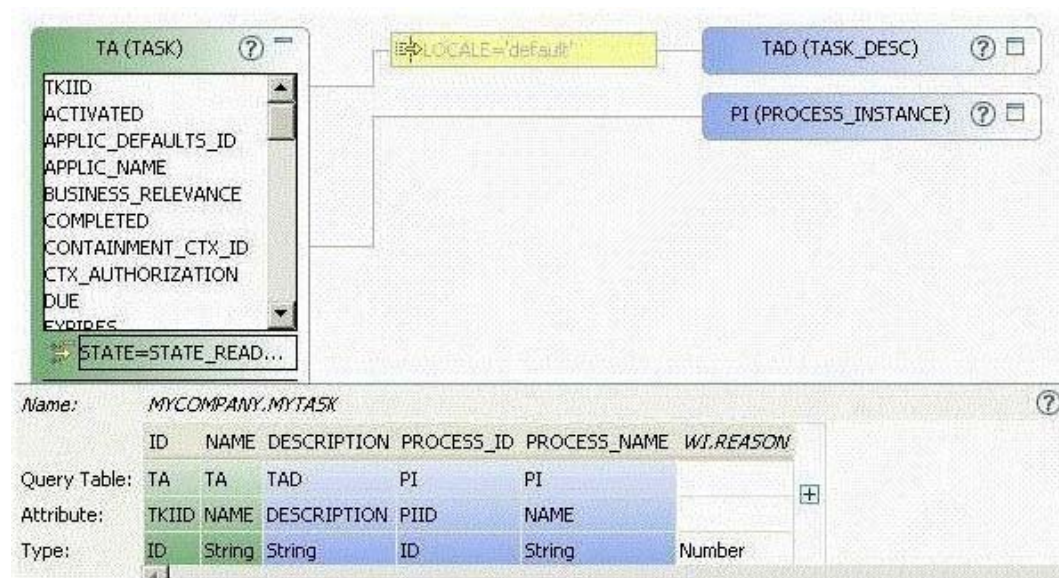 TA (TASK)
TKIID
ACTIVATED
APPLIC_DEFAULTS_ID
APPLIC_NAME
BUSINESS_RELEVANCE
COMPLETED
CONTAINMENT_CTX_ID
CTX_AUTHORIZATION
DUE
EXPIRES
STATE=STATE_READ...
LOCALE='default'
TAD (TASK_DESC)
PI (PROCESS_INSTANCE)
Name: MYCOMPANY.MYTASK
ID NAME DESCRIPTION PROCESS_ID PROCESS_NAME WI.REASON
Query Table: TA TA TAD PI PI
Attribute: TKIID NAME DESCRIPTION PIID NAME
Type: ID String String ID String Number